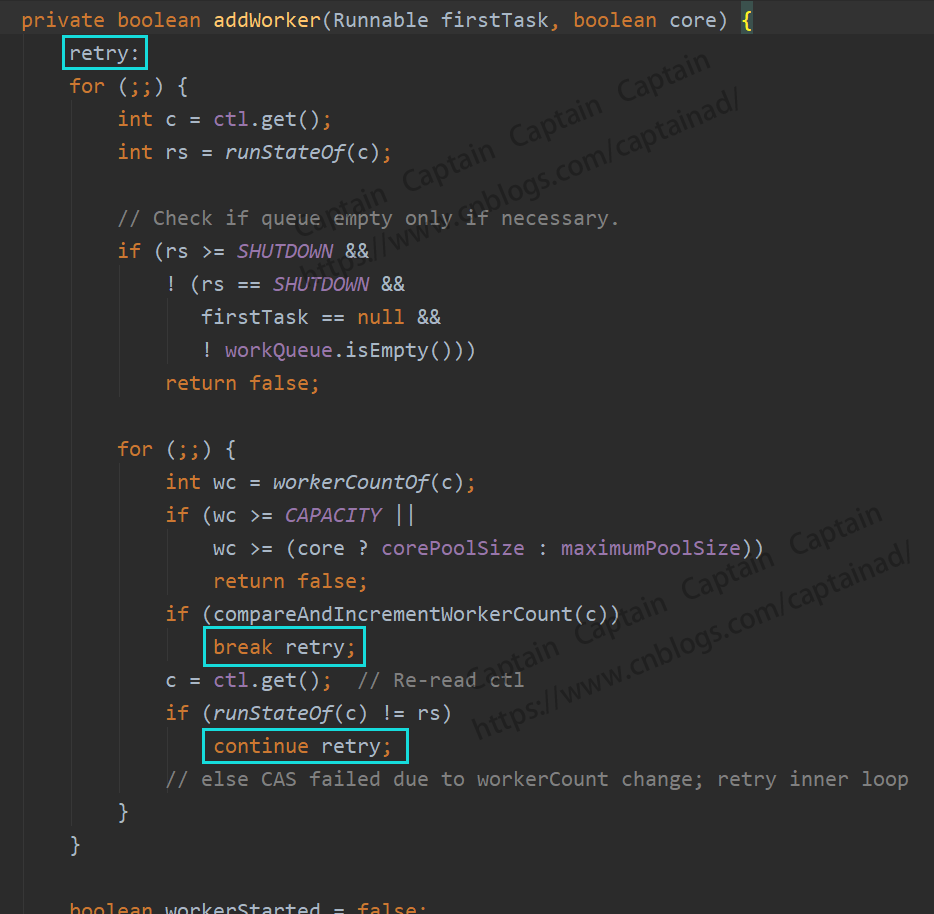 private boolean addWorker(Runnable firstTask, boolean core) {
retry:
for (;;) {
int c = ctl.get();
int rs = runStateOf(c);
// Check if queue empty only if necessary.
if (rs >= SHUTDOWN &&
! (rs == SHUTDOWN &&
firstTask == null &&
! workQueue.isEmpty()))
return false;
for (;;) {
int wc = workerCountOf(c);
if (wc >= CAPACITY ||
wc >= (core ? corePoolSize : maximumPoolSize))
return false;
if (compareAndIncrementWorkerCount(c))
break retry;
c = ctl.get();  // Re-read ctl
if (runStateOf(c) != rs)
continue retry;
// else CAS failed due to workerCount change; retry inner loop
}
}
boolean workerStarted = false;
Captain Captain Captain Captain
https://www.cnblogs.com/captainad/
Captain Captain Captain Captain
https://www.cnblogs.com/captainad/